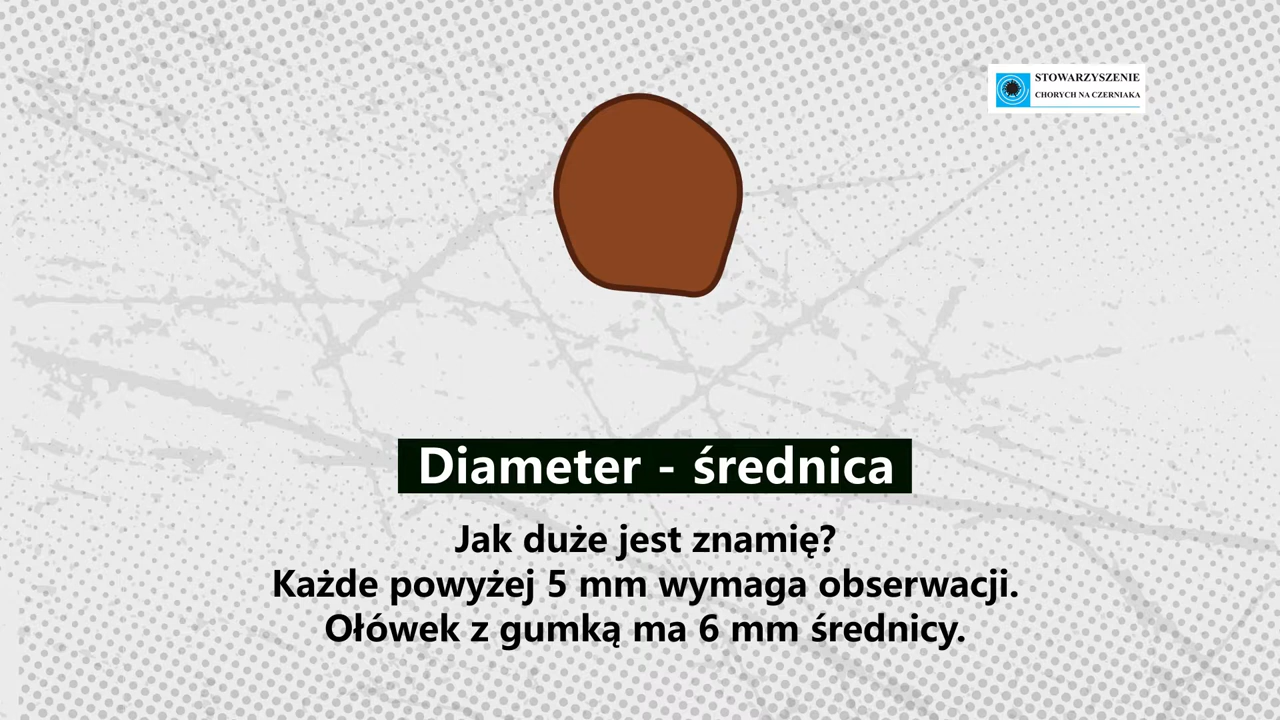 STOWARZYSZENIE
CHORYCH NA CZERNIAKA
Diameter - średnica
Jak duże jest znamię?
Każde powyżej 5 mm wymaga obserwacji.
Ołówek z gumką ma 6 mm średnicy.